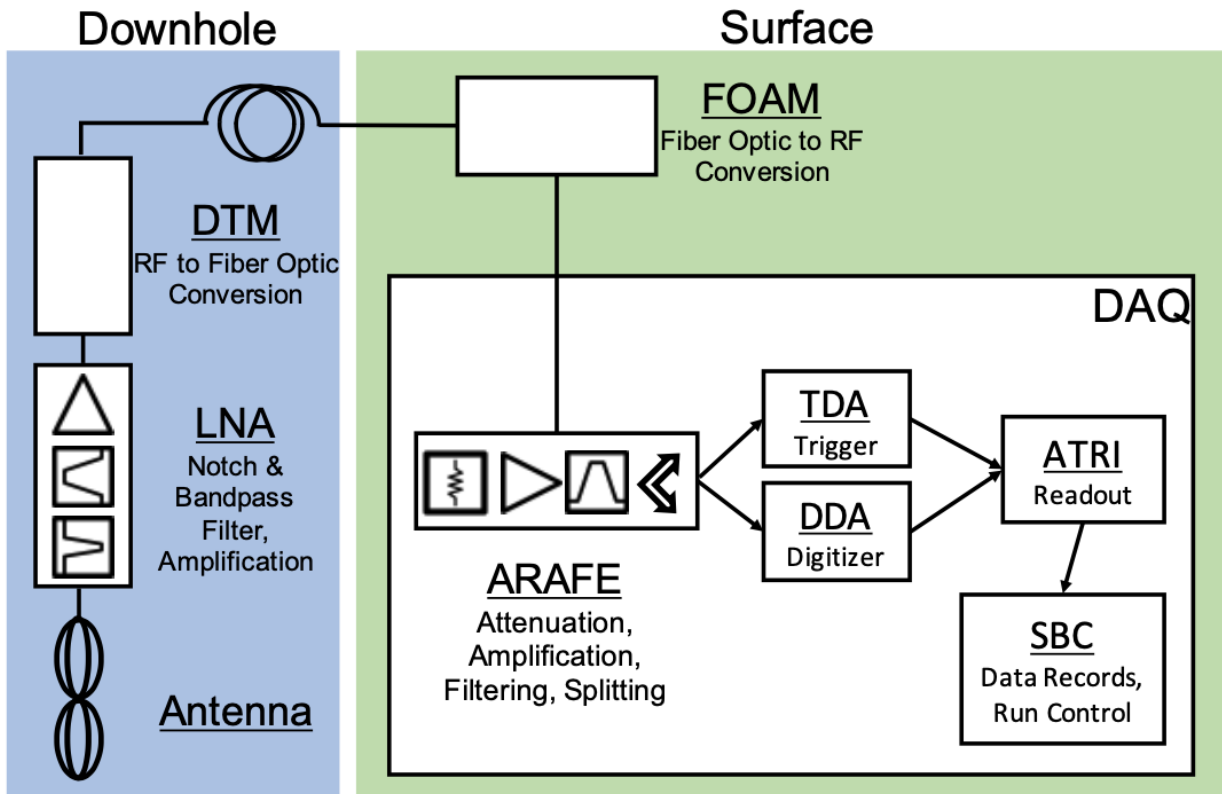 Downhole
Surface
FOAM
Fiber Optic to RF
Conversion
DTM
RF to Fiber Optic
Conversion
DAQ
LNA
Notch &
Bandpass
Filter,
Amplification
TDA
Trigger
DDA
Digitizer
ATRI
Readout
ARAFE
Attenuation,
Amplification,
Filtering, Splitting
SBC
Data Records,
Run Control
Antenna